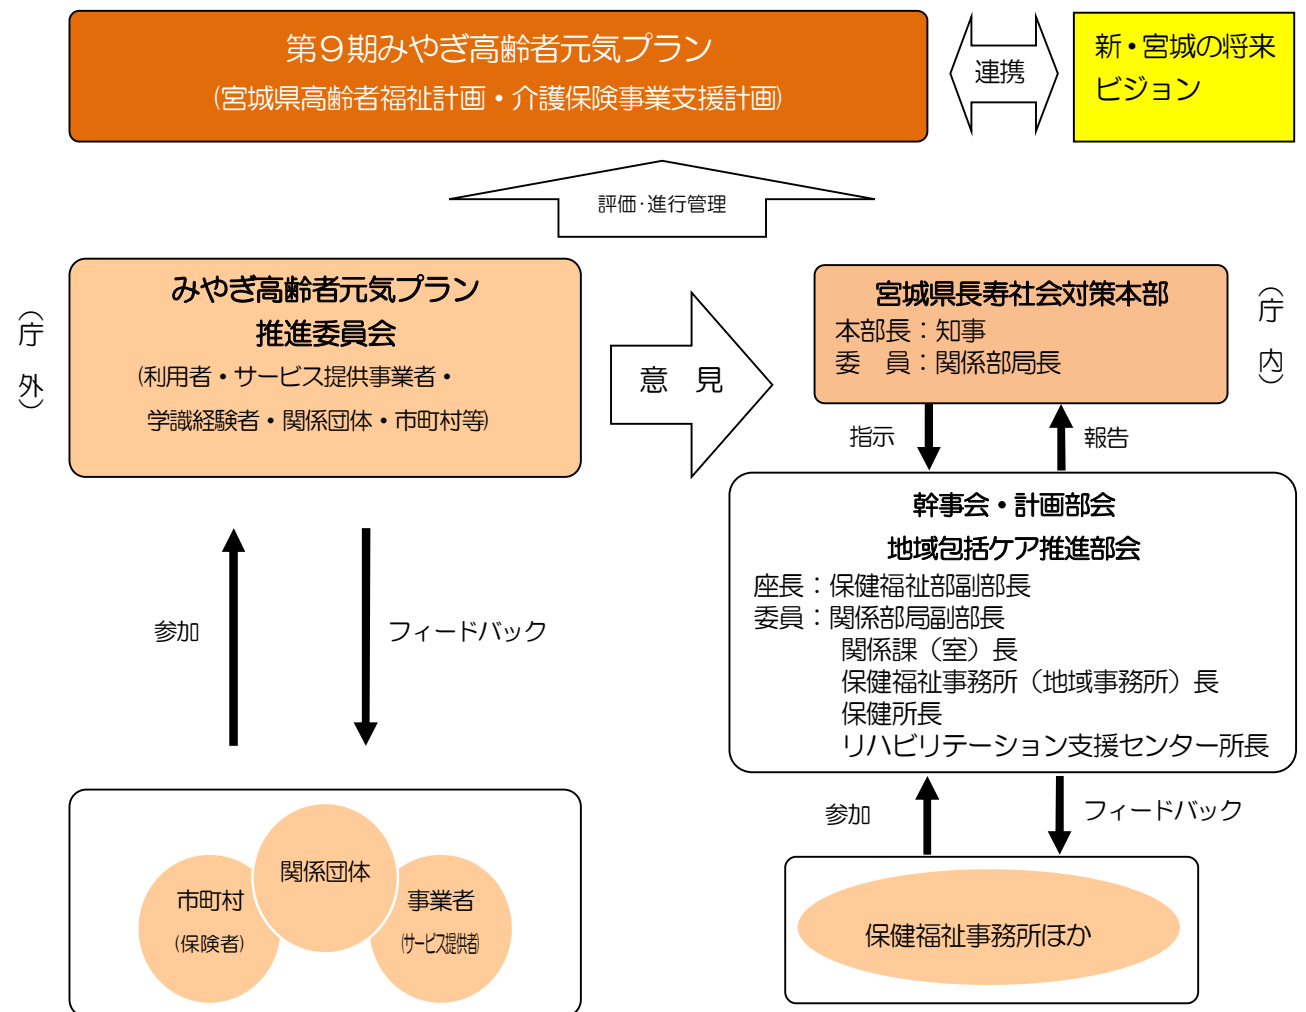 第９期みやぎ高齢者元気プラン
(宮城県高齢者福祉計画・介護保険事業支援計画)
連携
新・宮城の将来
ビジョン
評価・進行管理
（庁外）
みやぎ高齢者元気プラン
推進委員会
(利用者・サービス提供事業者・
学識経験者・関係団体・市町村等)
意　見
宮城県長寿社会対策本部
本部長：知事
委　員：関係部局長
（庁内）
指示
報告
幹事会・計画部会
地域包括ケア推進部会
座長：保健福祉部副部長
委員：関係部局副部長
関係課（室）長
保健福祉事務所（地域事務所）長
保健所長
リハビリテーション支援センター所長
参加
フィードバック
参加
フィードバック
関係団体
市町村
(保険者)
事業者
(サービス提供者)
保健福祉事務所ほか